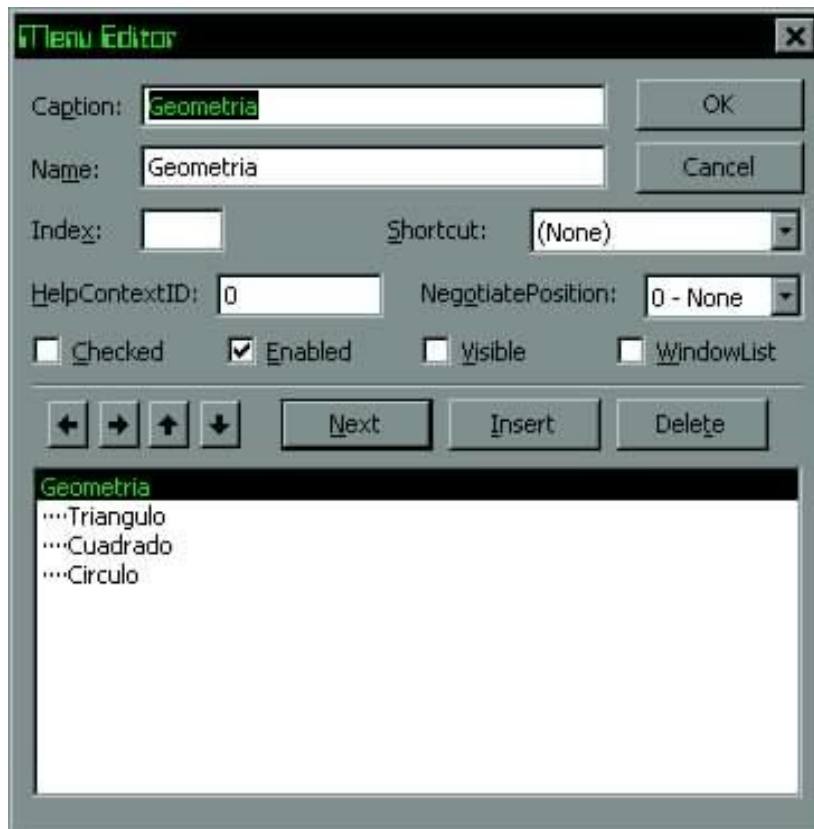 Menu Editor
Caption: Geometria OK
Name: Geometria Cancel
Index: Shortcut: (None)
HelpContextID: 0 NegotiatePosition: 0 - None
Checked Enabled Visible WindowList
Next Insert Delete
Geometria
····Triangulo
····Cuadrado
····Circulo